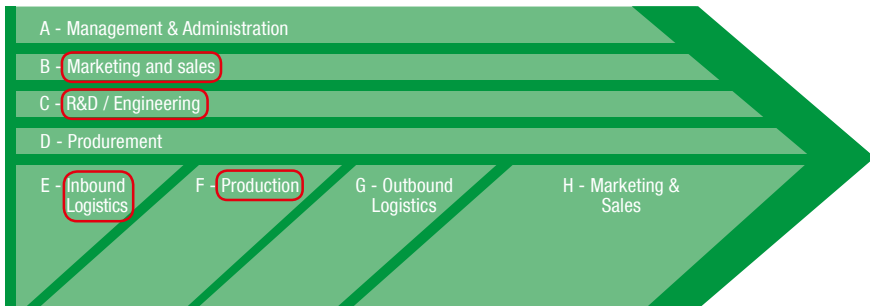 A - Management & Administration
B - Marketing and sales
C - R&D / Engineering
D - Produrement
E - Inbound
Logistics
F - Production
G - Outbound
Logistics
H - Marketing &
Sales